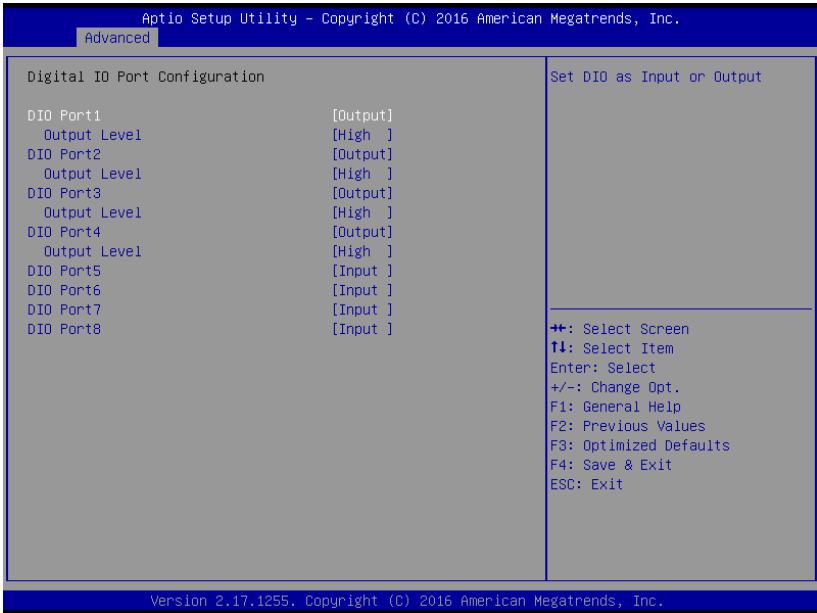 Aptio Setup Utility – Copyright (C) 2016 American Megatrends, Inc.
Advanced
Digital IO Port Configuration
DIO Port1 [Output]
Output Level [High ]
DIO Port2 [Output]
Output Level [High ]
DIO Port3 [Output]
Output Level [High ]
DIO Port4 [Output]
Output Level [High ]
DIO Port5 [Input ]
DIO Port6 [Input ]
DIO Port7 [Input ]
DIO Port8 [Input ]
Set DIO as Input or Output
→←: Select Screen
↑↓: Select Item
Enter: Select
+/-: Change Opt.
F1: General Help
F2: Previous Values
F3: Optimized Defaults
F4: Save & Exit
ESC: Exit
Version 2.17.1255. Copyright (C) 2016 American Megatrends, Inc.